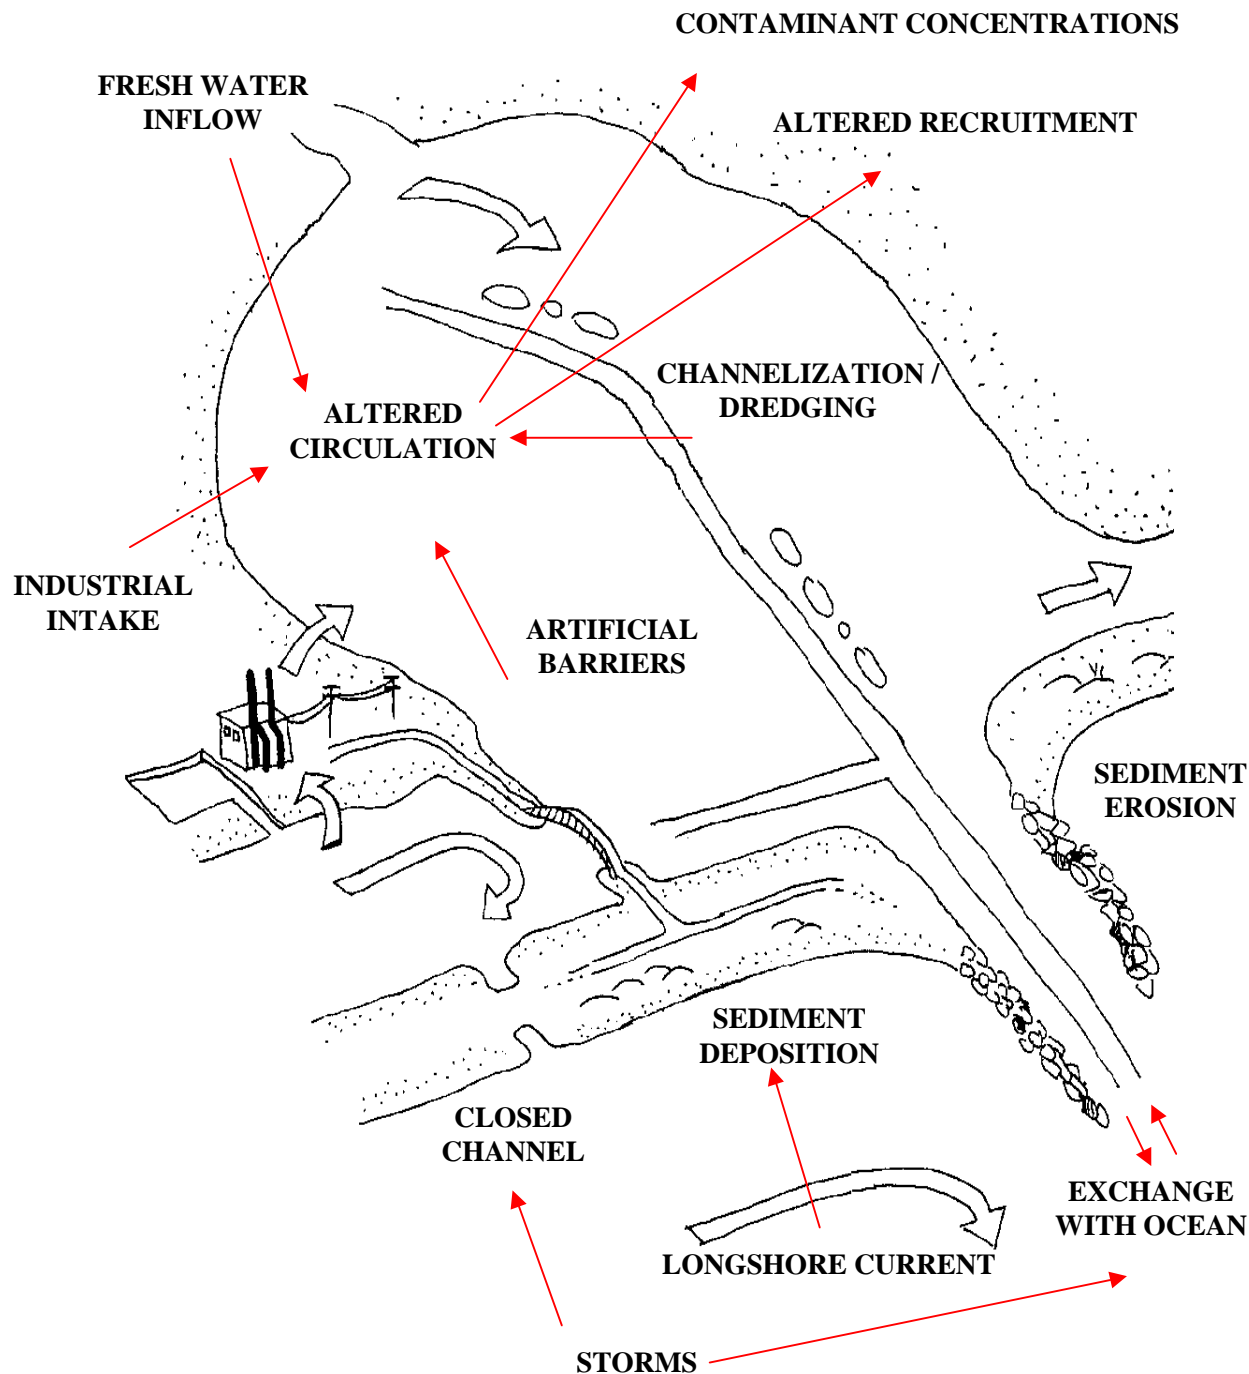 CONTAMINANT CONCENTRATIONS
FRESH WATER
INFLOW
ALTERED RECRUITMENT
CHANNELIZATION /
DREDGING
ALTERED
CIRCULATION
INDUSTRIAL
INTAKE
ARTIFICIAL
BARRIERS
SEDIMENT
EROSION
SEDIMENT
DEPOSITION
CLOSED
CHANNEL
EXCHANGE
WITH OCEAN
LONGSHORE CURRENT
STORMS